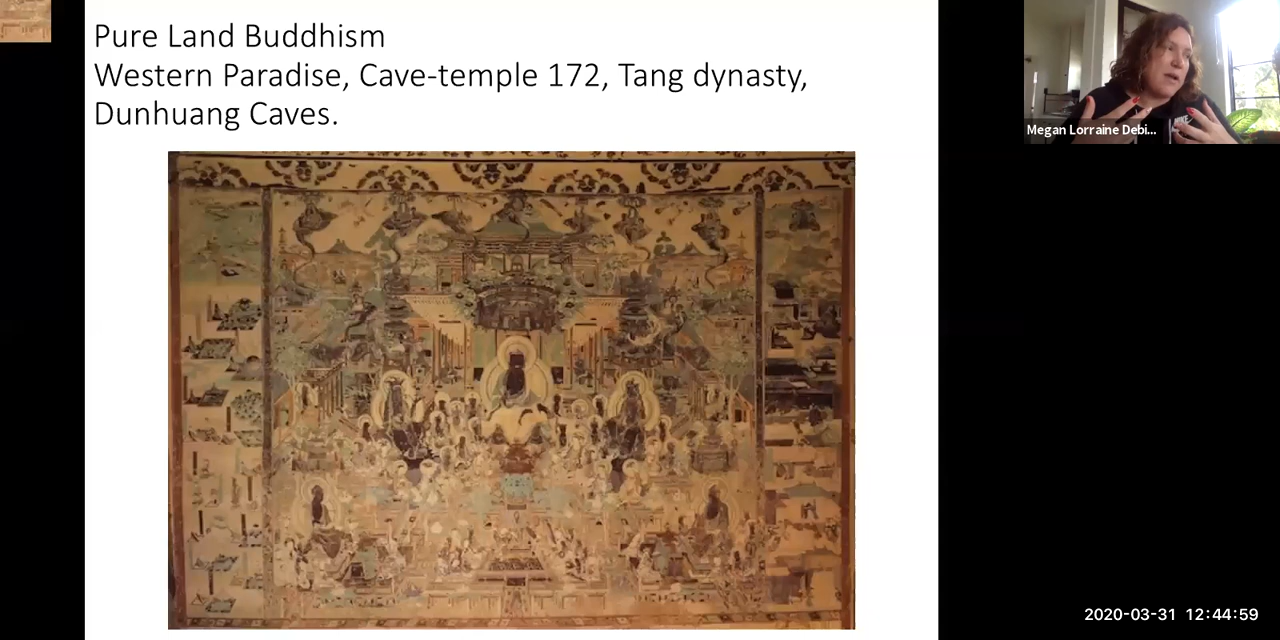 Pure Land Buddhism
Western Paradise, Cave-temple 172, Tang dynasty,
Dunhuang Caves.
NIKE
Megan Lorraine Debi...
2020-03-31 12:44:59